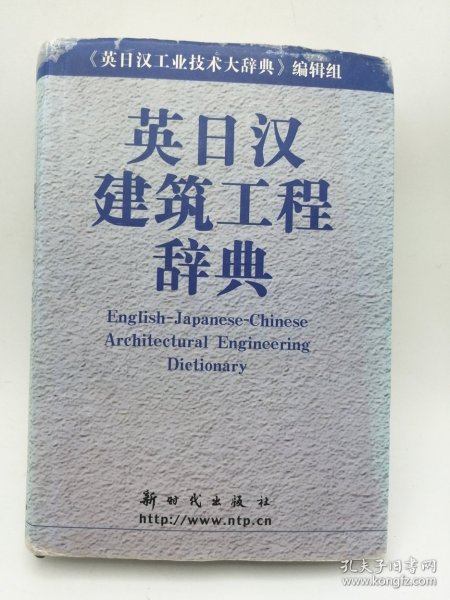 《英日汉工业技术大辞典》编辑组
英日汉
建筑工程
辞典
English-Japanese-Chinese
Architectural Engineering
Dictionary
新时代出版社
http://www.ntp.cn
孔夫子旧书网
www.kongfz.com